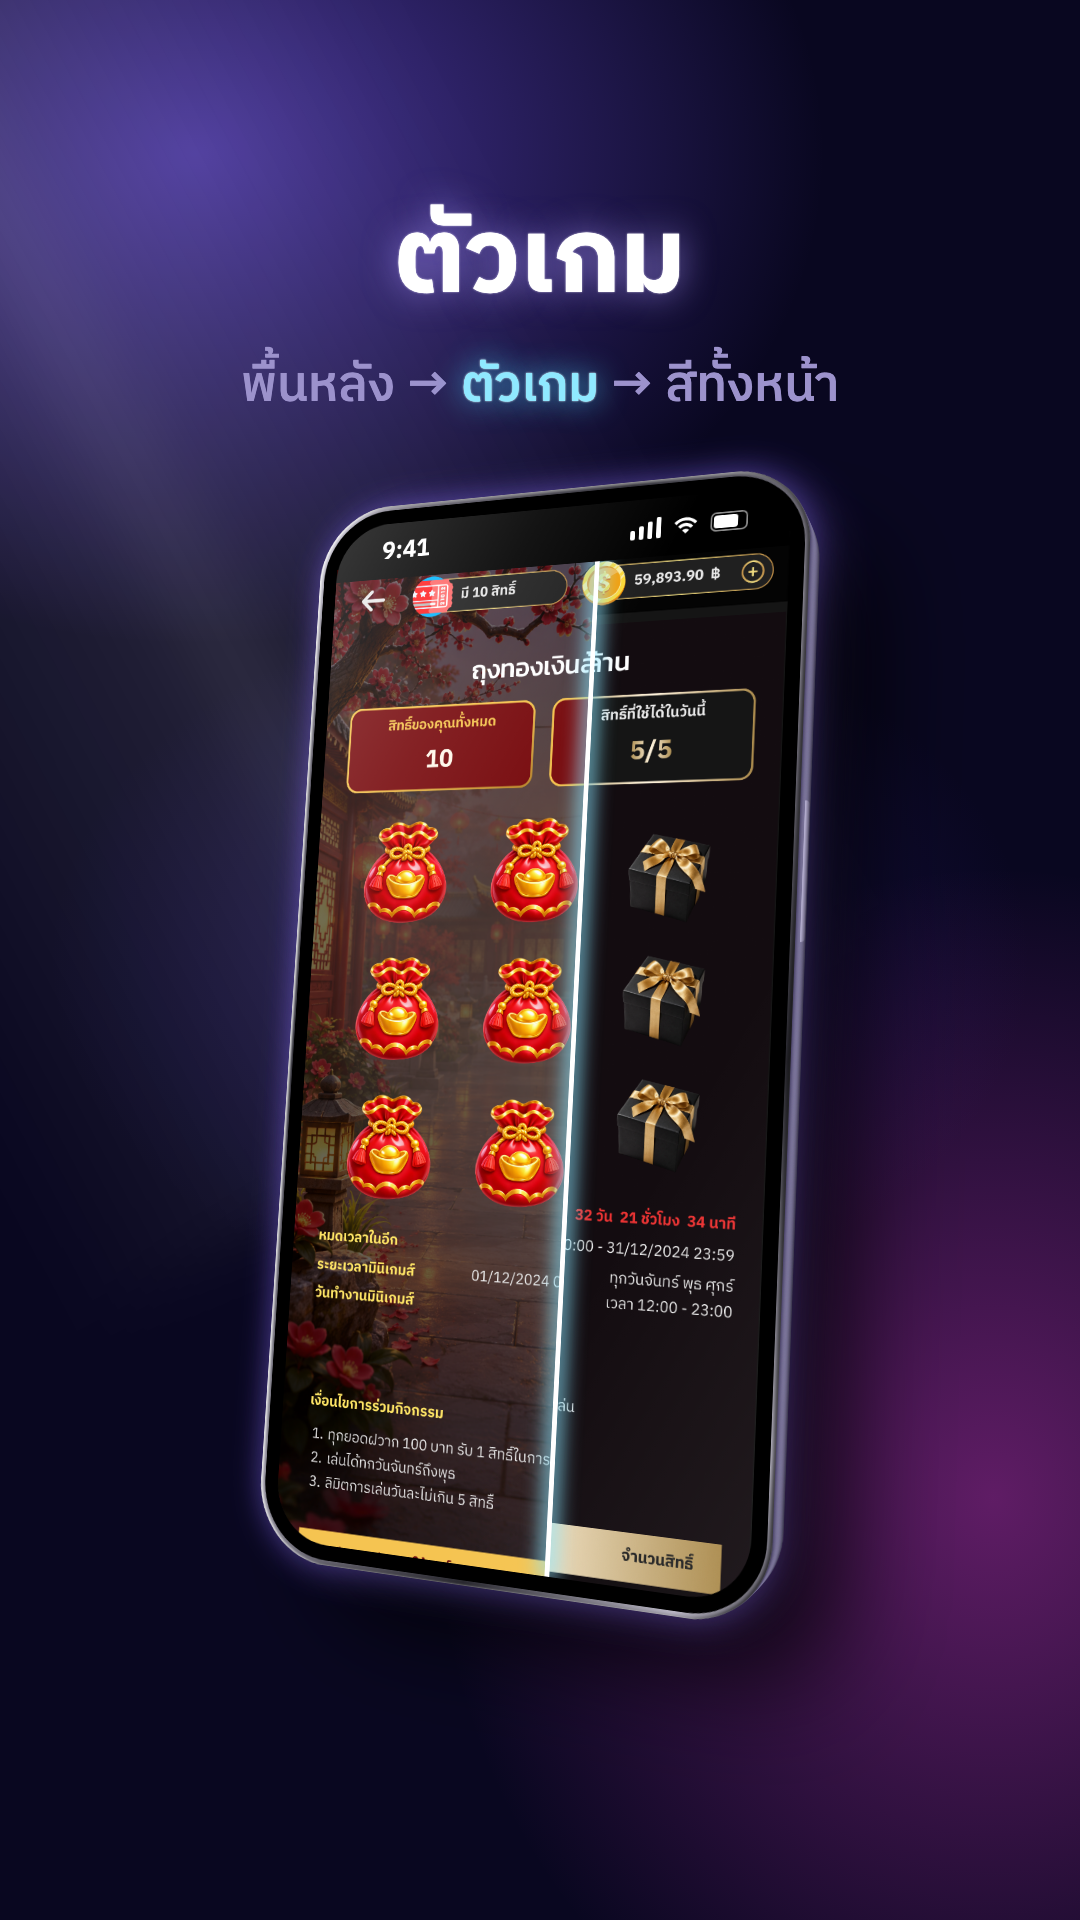 ตัวเกม
พื้นหลัง → ตัวเกม → สีทั้งหน้า
9:41
มี 10 สิทธิ์
59,893.90 ฿
ถุงทองเงินล้าน
สิทธิ์ของคุณทั้งหมด
10
สิทธิ์ที่ใช้ได้ในวันนี้
5/5
หมดเวลาในอีก
32 วัน 21 ชั่วโมง 34 นาที
ระยะเวลามินิเกมส์
01/12/2024 0
0:00 - 31/12/2024 23:59
วันทำงานมินิเกมส์
ทุกวันจันทร์ พุธ ศุกร์
เวลา 12:00 - 23:00
เงื่อนไขการร่วมกิจกรรม
ล่น
1. ทุกยอดฝาก 100 บาท รับ 1 สิทธิ์ในการ
2. เล่นได้ทุกวันจันทร์ถึงพุธ
3. ลิมิตการเล่นวันละไม่เกิน 5 สิทธิ์
จำนวนสิทธิ์